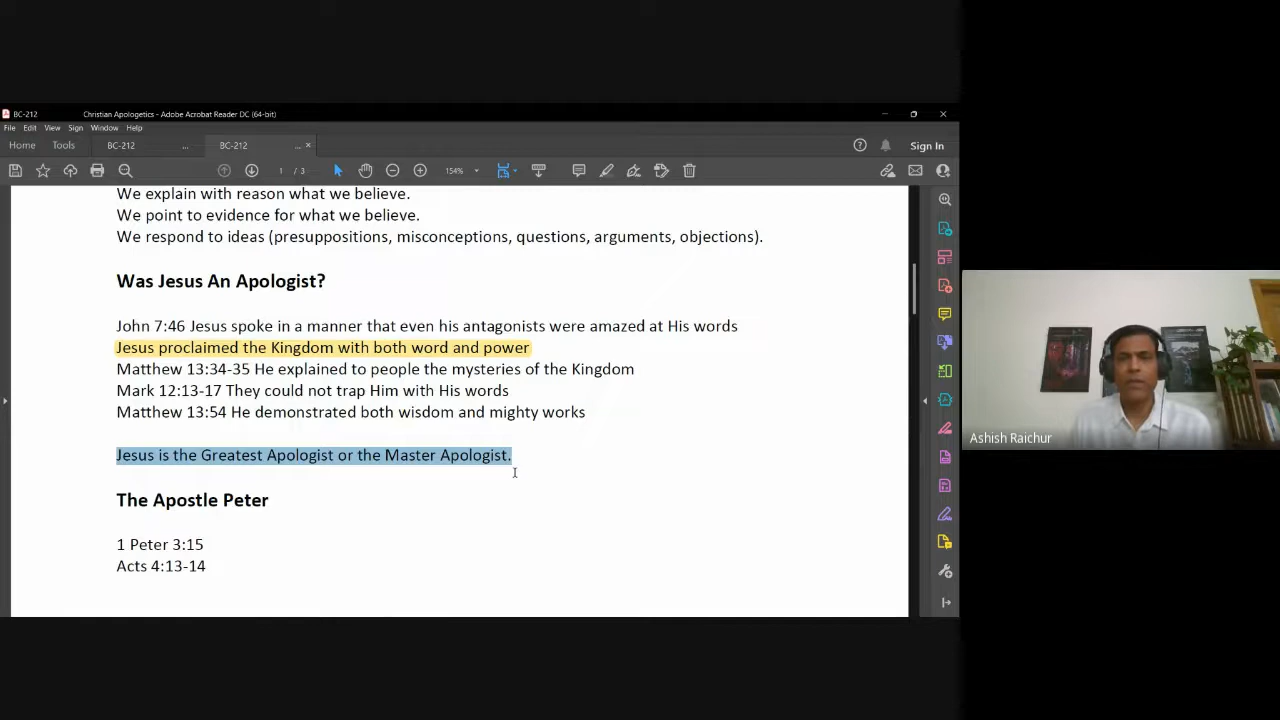 BC-212 Christian Apologetics - Adobe Acrobat Reader DC (64-bit)
File Edit View Sign Window Help
Home Tools BC-212 ... BC-212 ... × Sign In
1 / 3 154%
We explain with reason what we believe.
We point to evidence for what we believe.
We respond to ideas (presuppositions, misconceptions, questions, arguments, objections).
Was Jesus An Apologist?
John 7:46 Jesus spoke in a manner that even his antagonists were amazed at His words
Jesus proclaimed the Kingdom with both word and power
Matthew 13:34-35 He explained to people the mysteries of the Kingdom
Mark 12:13-17 They could not trap Him with His words
Matthew 13:54 He demonstrated both wisdom and mighty works
Jesus is the Greatest Apologist or the Master Apologist.
The Apostle Peter
1 Peter 3:15
Acts 4:13-14
Ashish Raichur